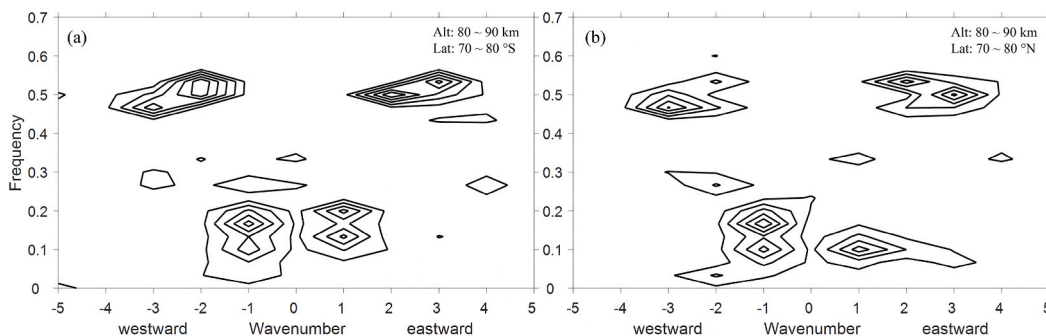 (a)
Alt: 80 ~ 90 km
Lat: 70 ~ 80 °S
Frequency
0.7
0.6
0.5
0.4
0.3
0.2
0.1
0
-5 -4 -3 -2 -1 0 1 2 3 4 5
westward Wavenumber eastward
(b)
Alt: 80 ~ 90 km
Lat: 70 ~ 80 °N
0.7
0.6
0.5
0.4
0.3
0.2
0.1
0
-5 -4 -3 -2 -1 0 1 2 3 4 5
westward Wavenumber eastward